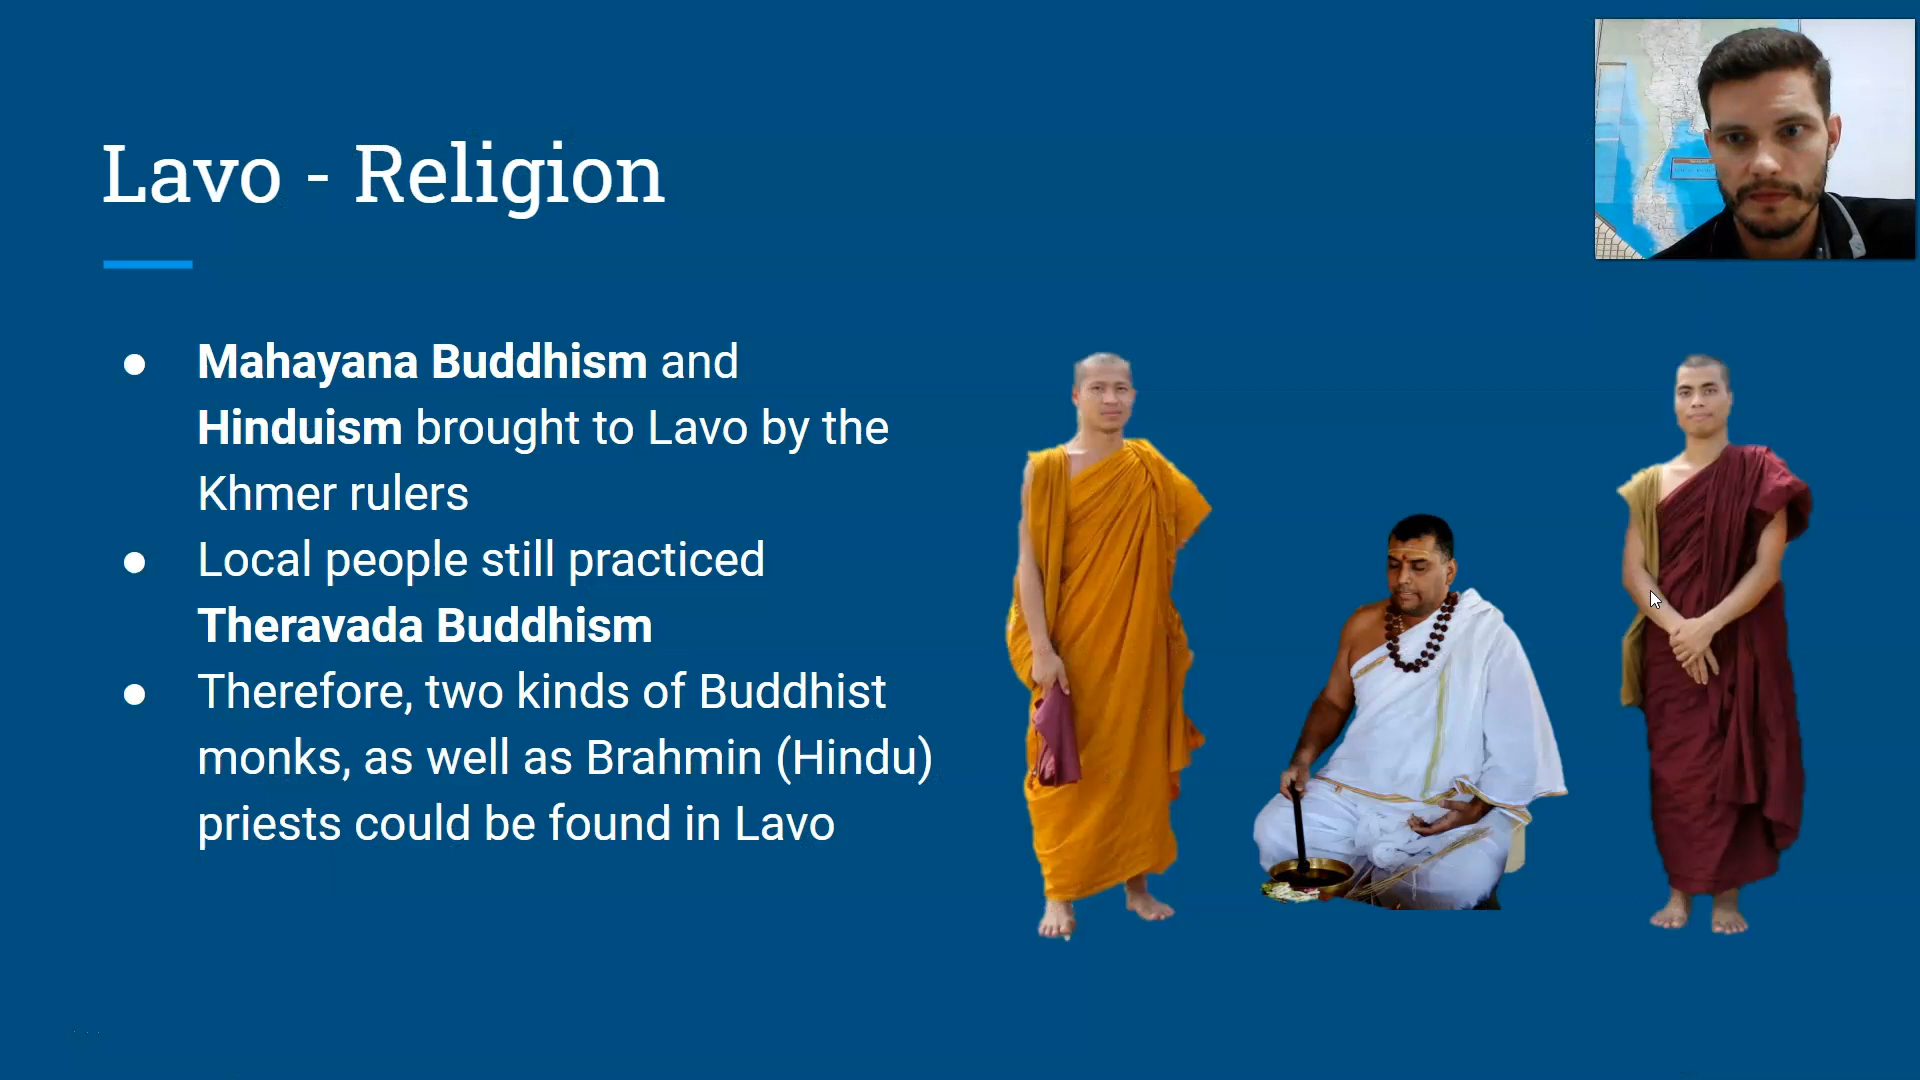 Lavo - Religion
● Mahayana Buddhism and
Hinduism brought to Lavo by the
Khmer rulers
● Local people still practiced
Theravada Buddhism
● Therefore, two kinds of Buddhist
monks, as well as Brahmin (Hindu)
priests could be found in Lavo